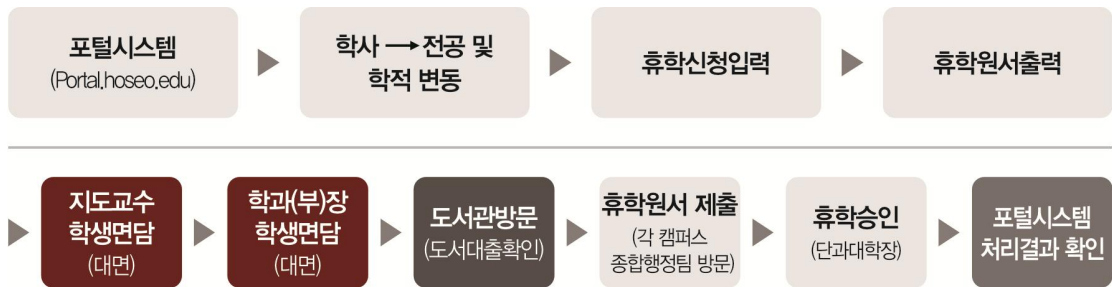 포털시스템
(Portal.hoseo.edu)
학사 → 전공 및
학적 변동
휴학신청입력
휴학원서출력
지도교수
학생면담
(대면)
학과(부)장
학생면담
(대면)
도서관방문
(도서대출확인)
휴학원서 제출
(각 캠퍼스
종합행정팀 방문)
휴학승인
(단과대학장)
포털시스템
처리결과 확인